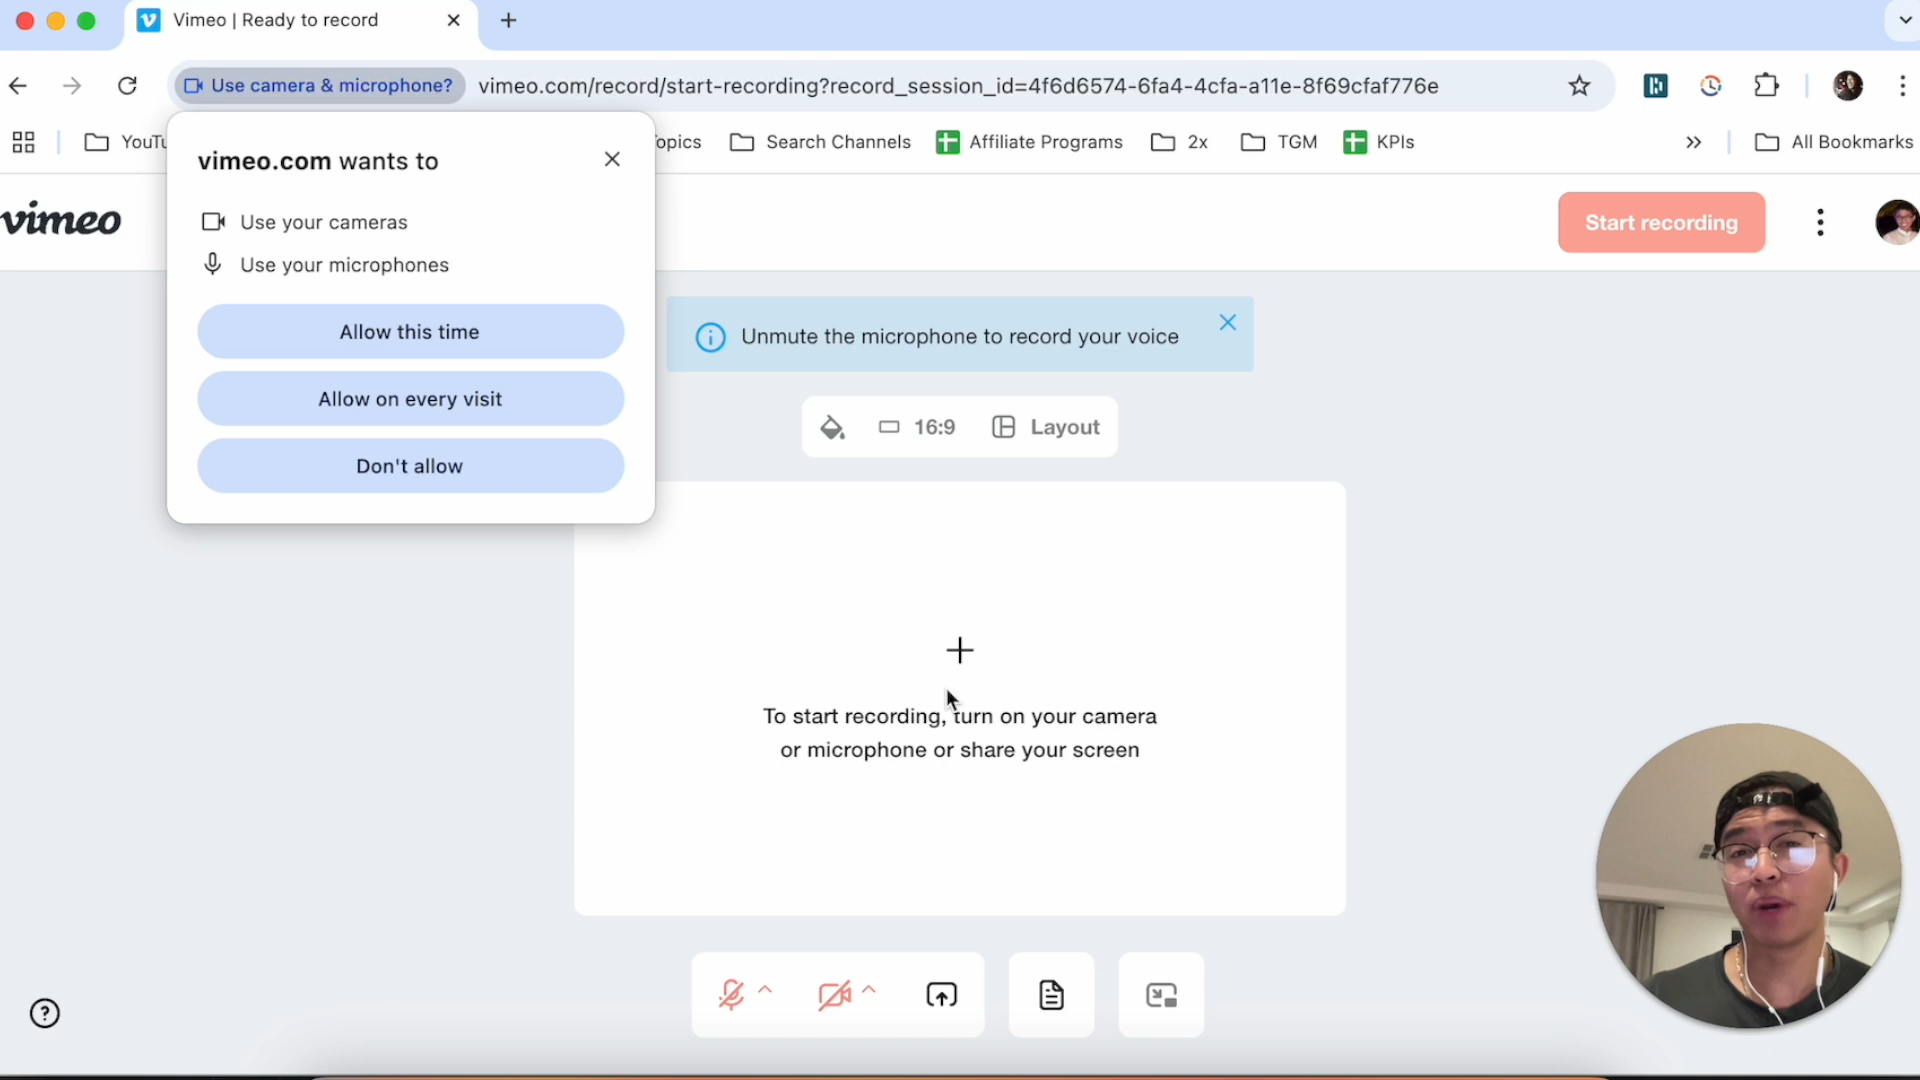 Vimeo | Ready to record
Use camera & microphone?
vimeo.com/record/start-recording?record_session_id=4f6d6574-6fa4-4cfa-a11e-8f69cfaf776e
YouTu
opics
Search Channels
Affiliate Programs
2x
TGM
KPIs
All Bookmarks
vimeo.com wants to
Use your cameras
Use your microphones
Allow this time
Allow on every visit
Don't allow
vimeo
Start recording
Unmute the microphone to record your voice
16:9
Layout
To start recording, turn on your camera
or microphone or share your screen